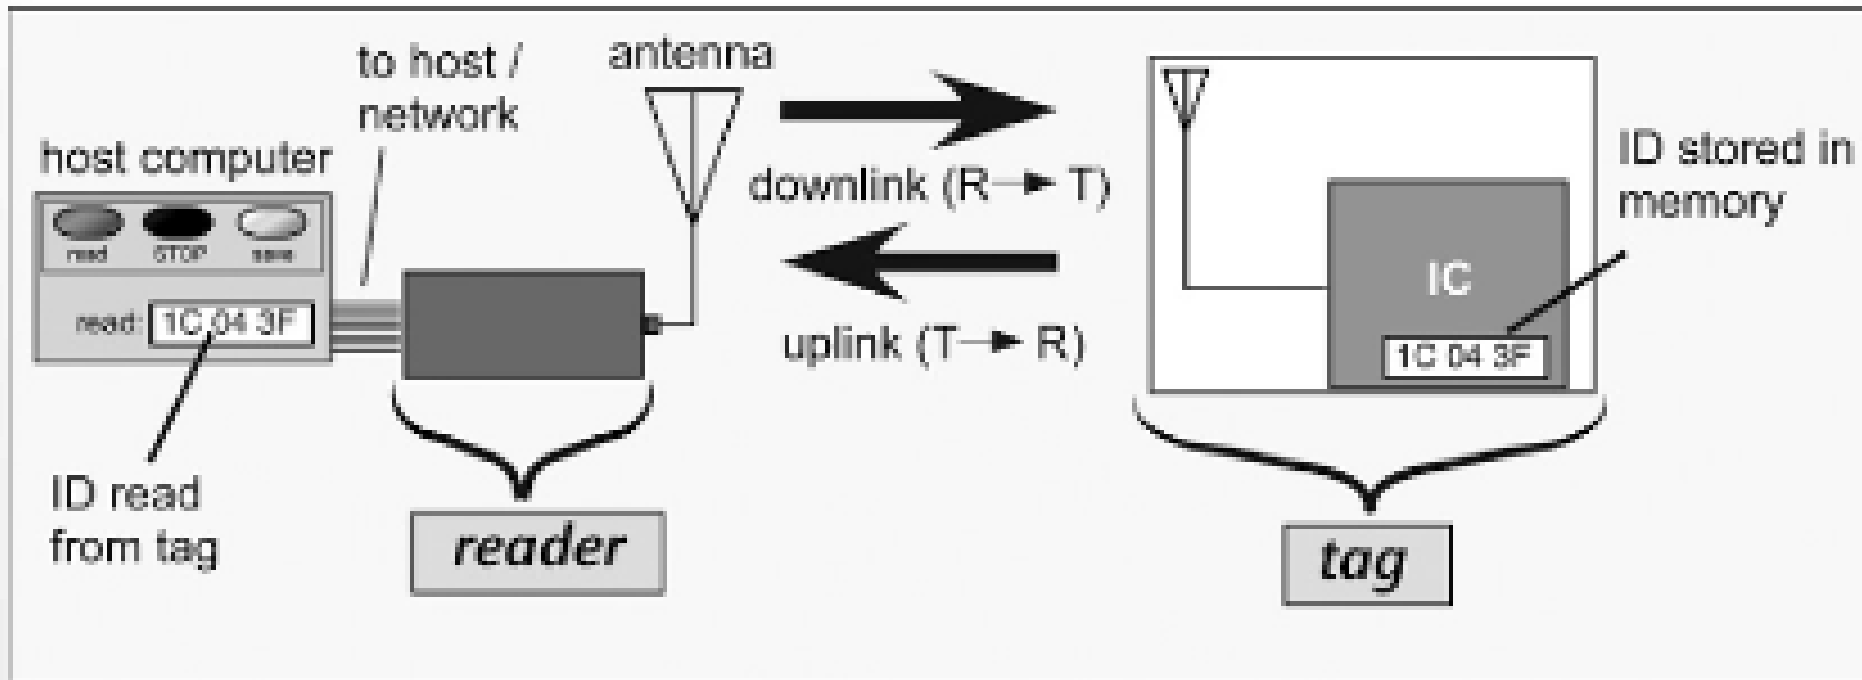 to host /
network
antenna
host computer
read STOP save
read: 1C 04 3F
downlink (R→ T)
uplink (T→ R)
ID stored in
memory
IC
1C 04 3F
ID read
from tag
reader
tag